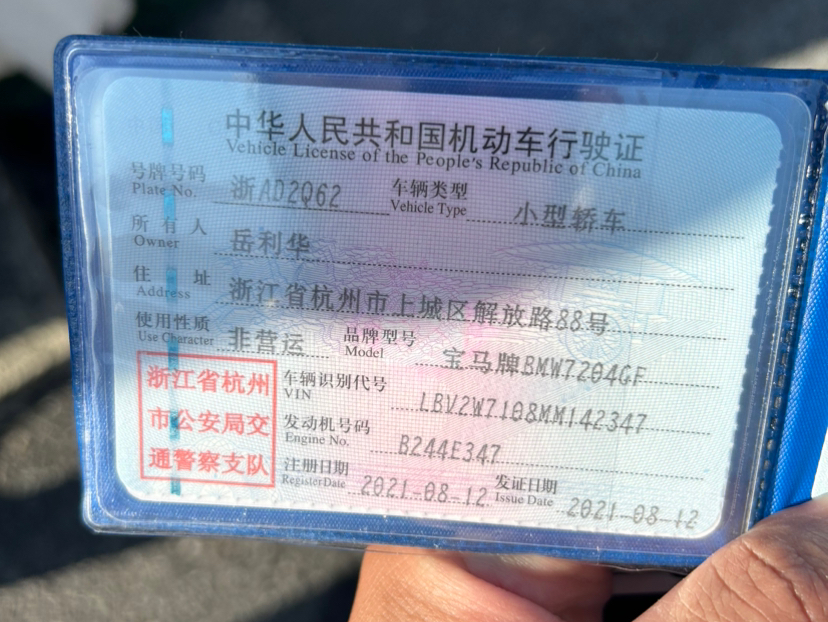 中华人民共和国机动车行驶证
Vehicle License of the People's Republic of China
号牌号码 浙AD2Q62 车辆类型 小型轿车
Plate No. Vehicle Type
所有人 岳利华
Owner
住址 浙江省杭州市上城区解放路88号
Address
使用性质 非营运 品牌型号 宝马牌BMW7204GF
Use Character Model
浙江省杭州
市公安局交
通警察支队
车辆识别代号 LBV2W7108MM142347
VIN
发动机号码 B244E347
Engine No.
注册日期 2021-08-12 发证日期 2021-08-12
Register Date Issue Date